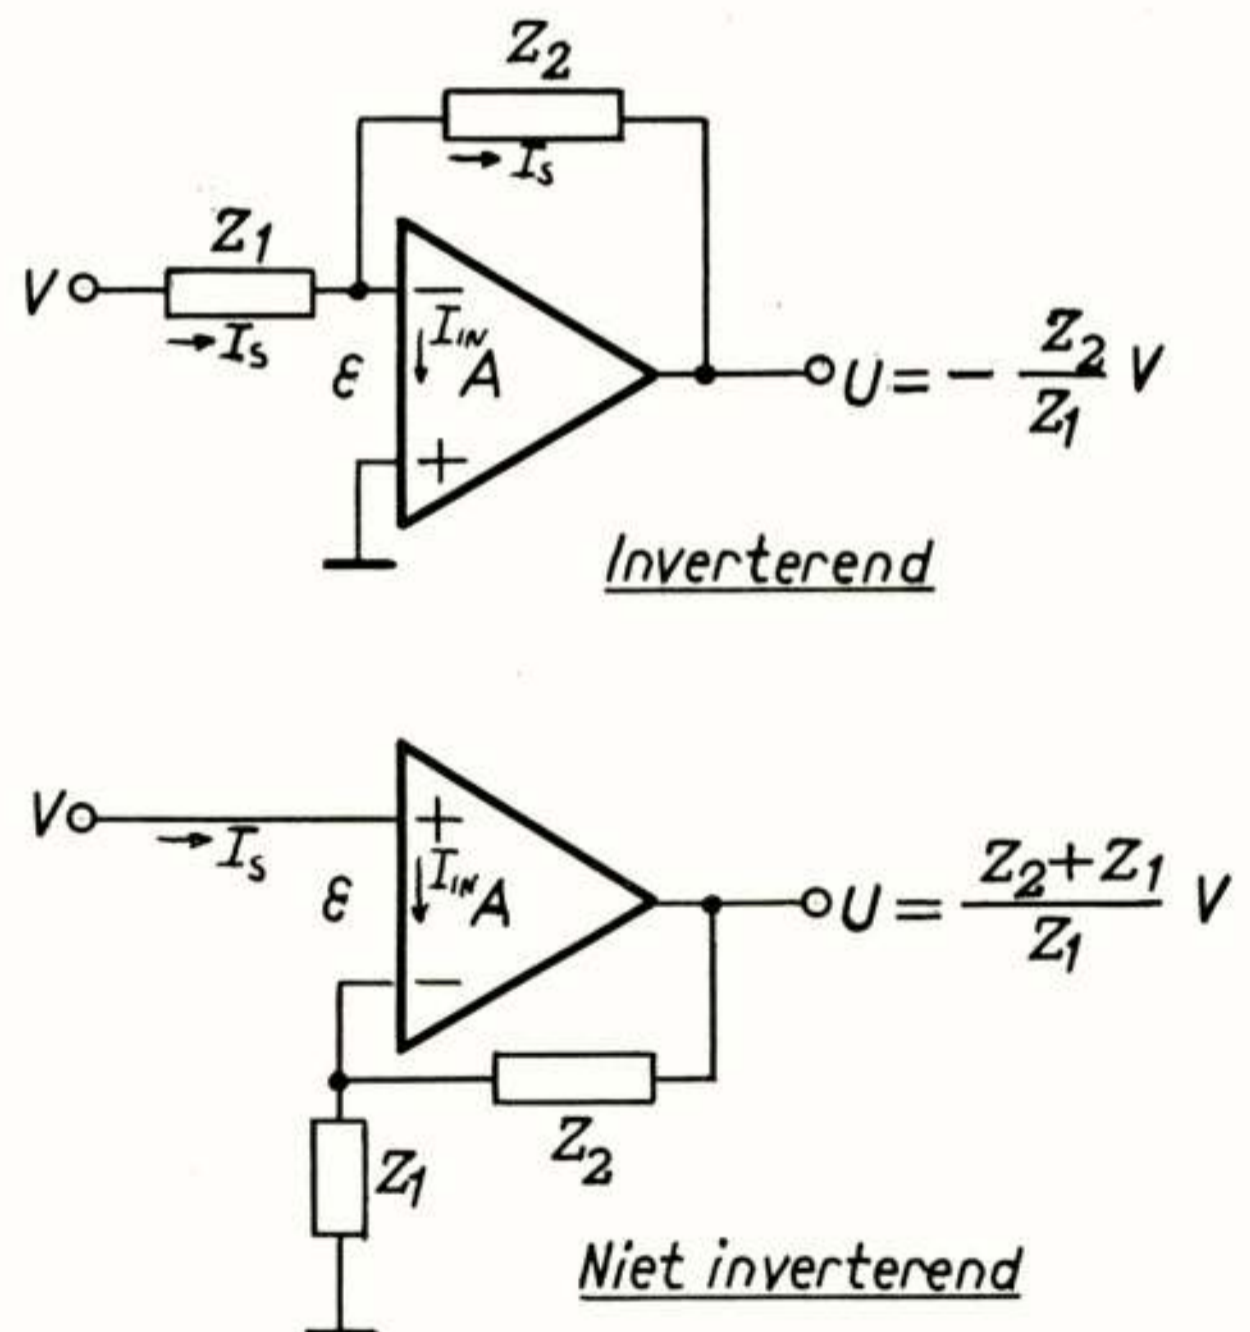 Z2
→ Is
Z1
V
→ Is
−
IIN
ε
A
+
U = − Z2/Z1 V
Inverterend
V
→ Is
+
IIN
ε
A
−
U = Z2+Z1/Z1 V
Z2
Z1
Niet inverterend